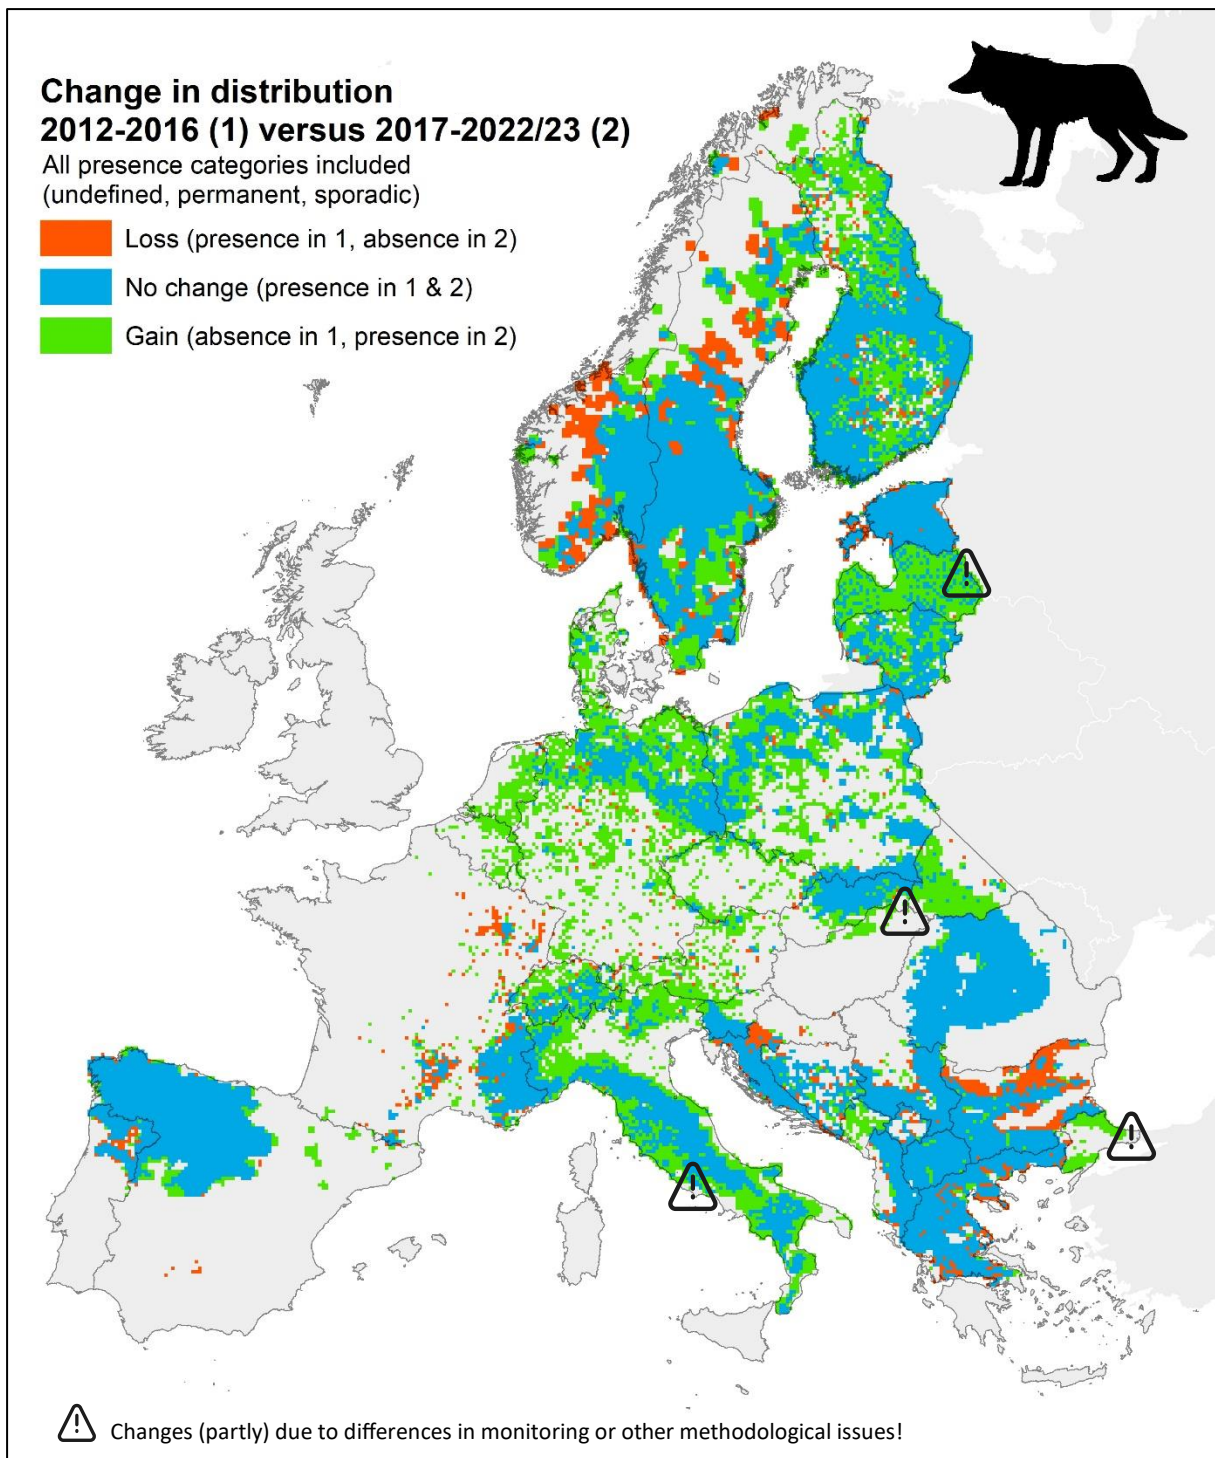 Change in distribution
2012-2016 (1) versus 2017-2022/23 (2)
All presence categories included
(undefined, permanent, sporadic)
Loss (presence in 1, absence in 2)
No change (presence in 1 & 2)
Gain (absence in 1, presence in 2)
Changes (partly) due to differences in monitoring or other methodological issues!